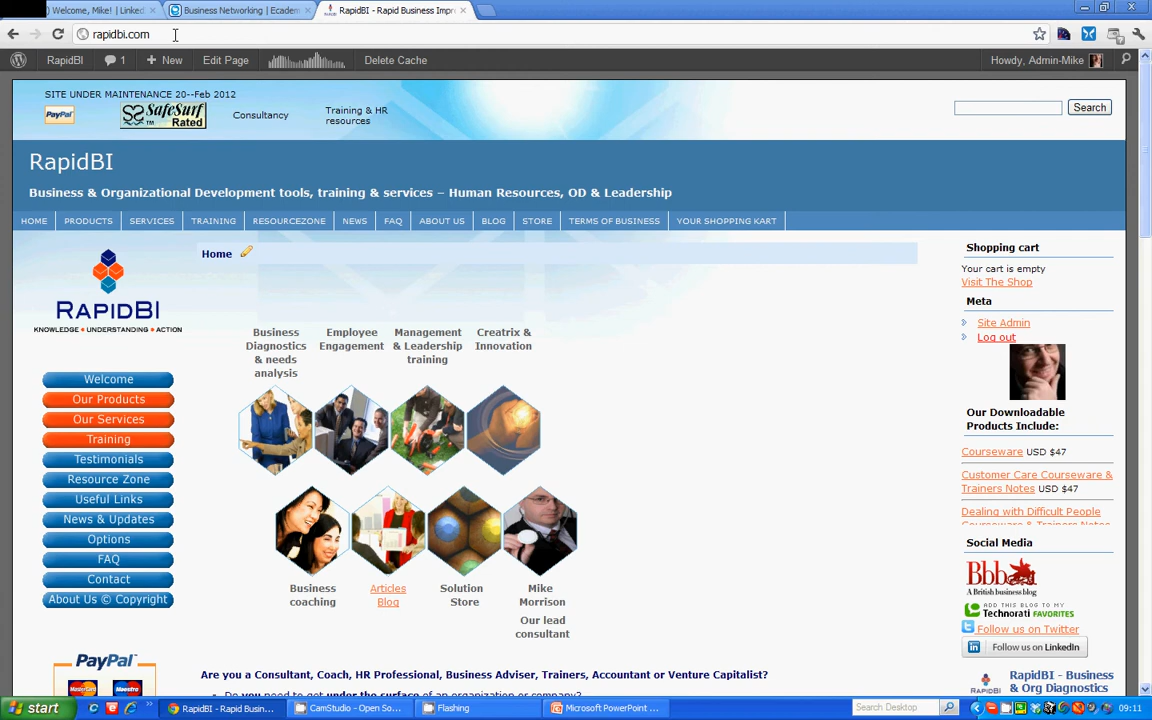 Welcome, Mike! | Linked
Business Networking | Ecadem
RapidBI - Rapid Business Impr
rapidbi.com
RapidBI
1
New
Edit Page
Delete Cache
Howdy, Admin-Mike
SITE UNDER MAINTENANCE 20--Feb 2012
PayPal
SafeSurf
Rated
Consultancy
Training & HR
resources
Search
RapidBI
Business & Organizational Development tools, training & services – Human Resources, OD & Leadership
HOME
PRODUCTS
SERVICES
TRAINING
RESOURCEZONE
NEWS
FAQ
ABOUT US
BLOG
STORE
TERMS OF BUSINESS
YOUR SHOPPING KART
RAPIDBI
KNOWLEDGE • UNDERSTANDING • ACTION
Welcome
Our Products
Our Services
Training
Testimonials
Resource Zone
Useful Links
News & Updates
Options
FAQ
Contact
About Us © Copyright
PayPal
MasterCard
Maestro
Home
Business
Diagnostics
& needs
analysis
Employee
Engagement
Management
& Leadership
training
Creatrix &
Innovation
Business
coaching
Articles
Blog
Solution
Store
Mike
Morrison
Our lead
consultant
Are you a Consultant, Coach, HR Professional, Business Adviser, Trainers, Accountant or Venture Capitalist?
Do you need to get under the surface of an organization or company?
Shopping cart
Your cart is empty
Visit The Shop
Meta
Site Admin
Log out
Our Downloadable
Products Include:
Courseware USD $47
Customer Care Courseware &
Trainers Notes USD $47
Dealing with Difficult People
Courseware & Trainers Notes
Social Media
Bbb
A British business blog
ADD THIS BLOG TO MY
Technorati FAVORITES
Follow us on Twitter
Follow us on LinkedIn
RAPIDBI
RapidBI - Business
& Org Diagnostics
start
RapidBI - Rapid Busin...
CamStudio - Open So...
Flashing
Microsoft PowerPoint ...
Search Desktop
09:11